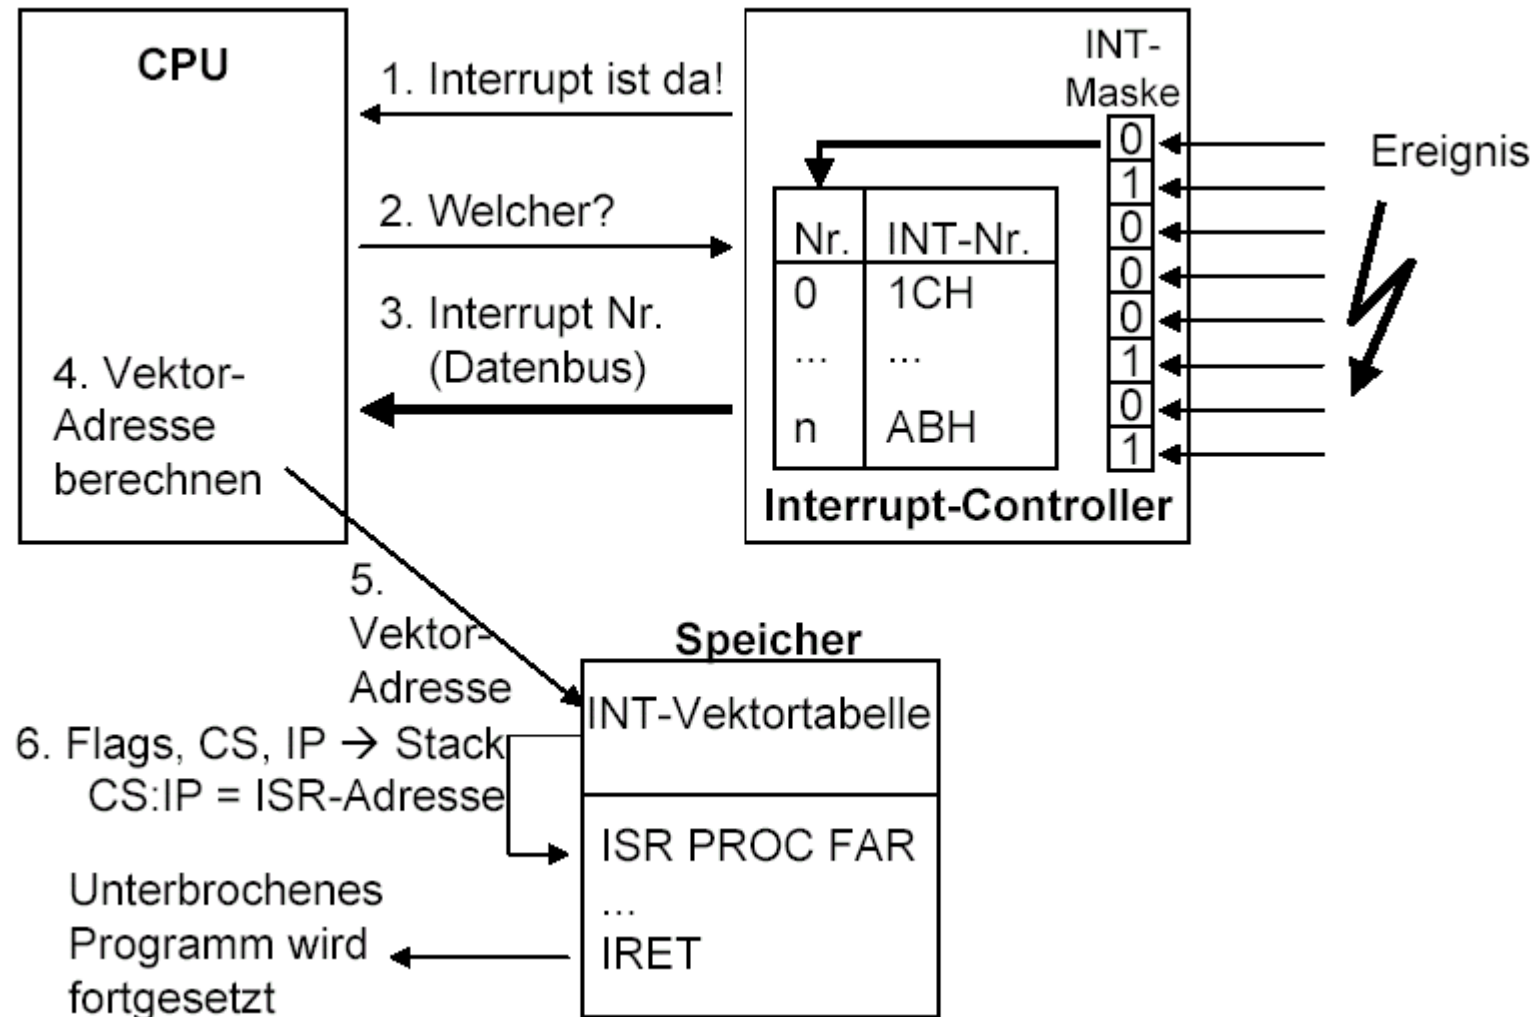 CPU
1. Interrupt ist da!
2. Welcher?
3. Interrupt Nr.
(Datenbus)
4. Vektor-
Adresse
berechnen
INT-
Maske
0
1
0
0
0
1
0
1
Ereignis
Nr. INT-Nr.
0 1CH
... ...
n ABH
Interrupt-Controller
5.
Vektor-
Adresse
Speicher
INT-Vektortabelle
6. Flags, CS, IP → Stack
CS:IP = ISR-Adresse
ISR PROC FAR
...
IRET
Unterbrochenes
Programm wird
fortgesetzt